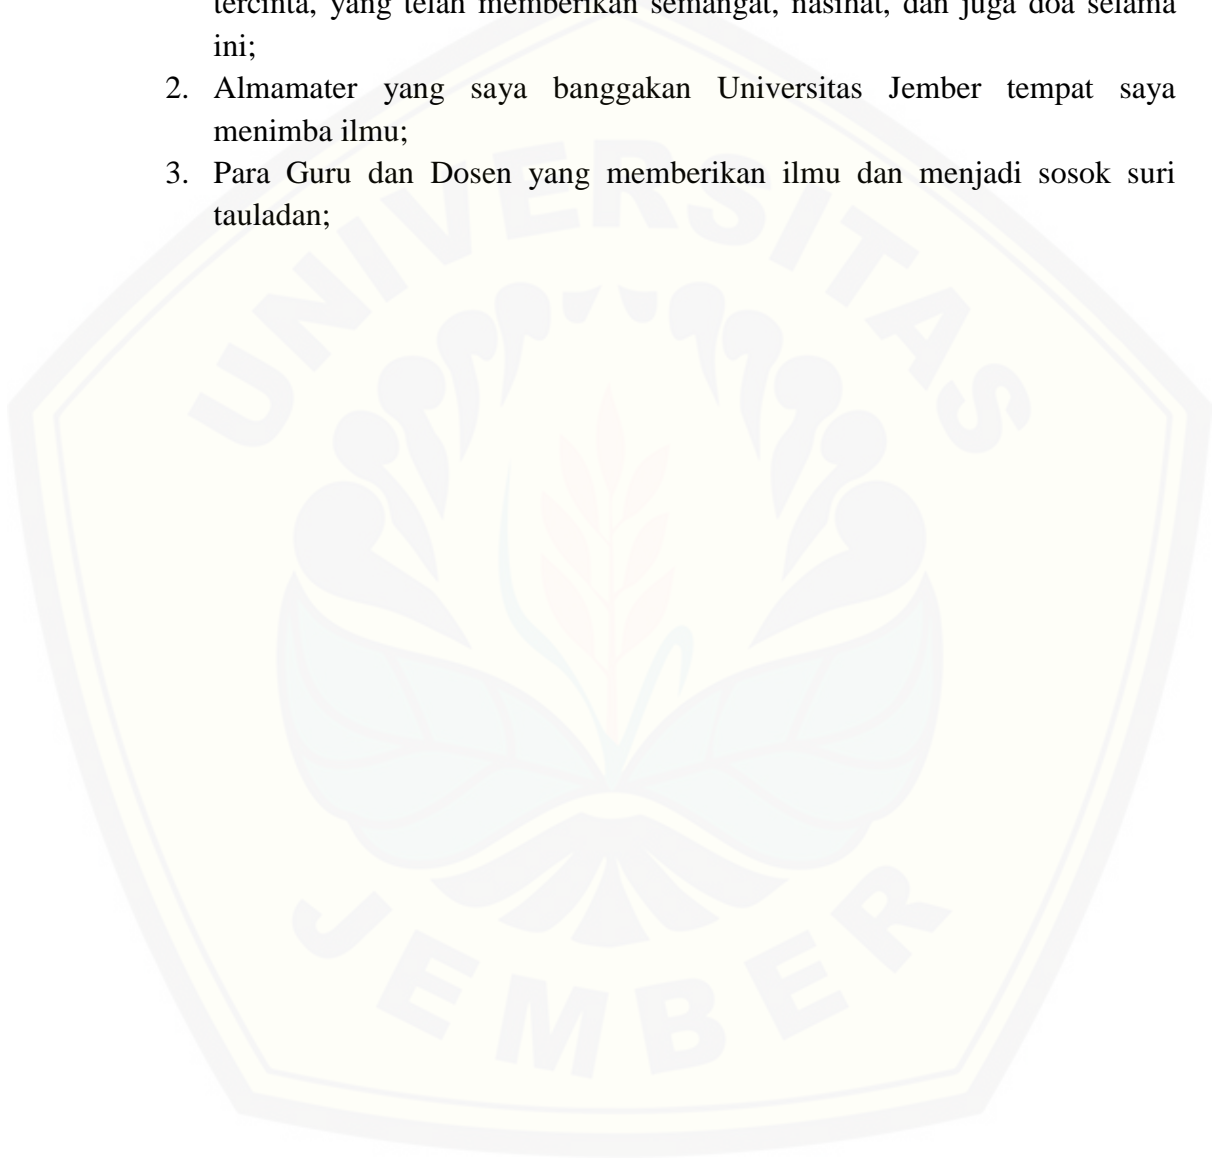 tercinta, yang telah memberikan semangat, nasihat, dan juga doa selama
ini;
2. Almamater yang saya banggakan Universitas Jember tempat saya
menimba ilmu;
3. Para Guru dan Dosen yang memberikan ilmu dan menjadi sosok suri
tauladan;
UNIVERSITAS
JEMBER